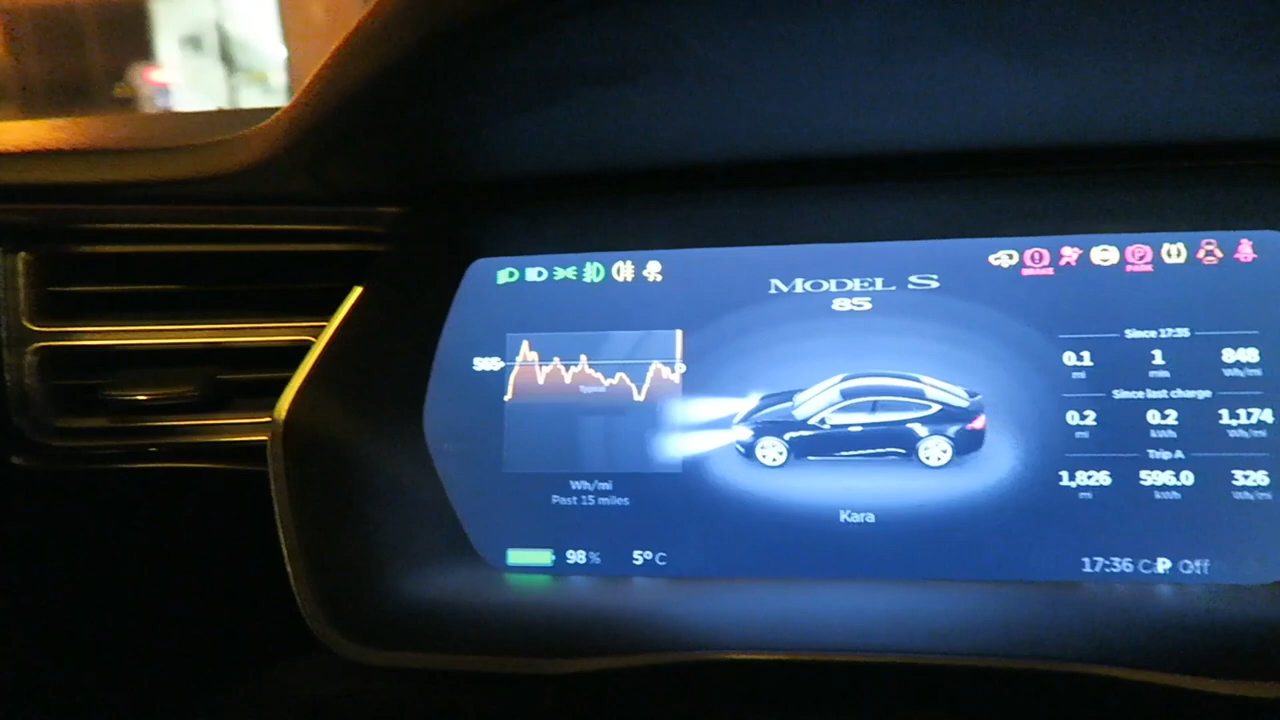 MODEL S
85
BRAKE
PARK
565
Typical
Wh/mi
Past 15 miles
Kara
Since 17:35
0.1 1 848
mi min Wh/mi
Since last charge
0.2 0.2 1,174
mi kWh Wh/mi
Trip A
1,826 596.0 326
mi kWh Wh/mi
98 % 5° C
17:36 P Off